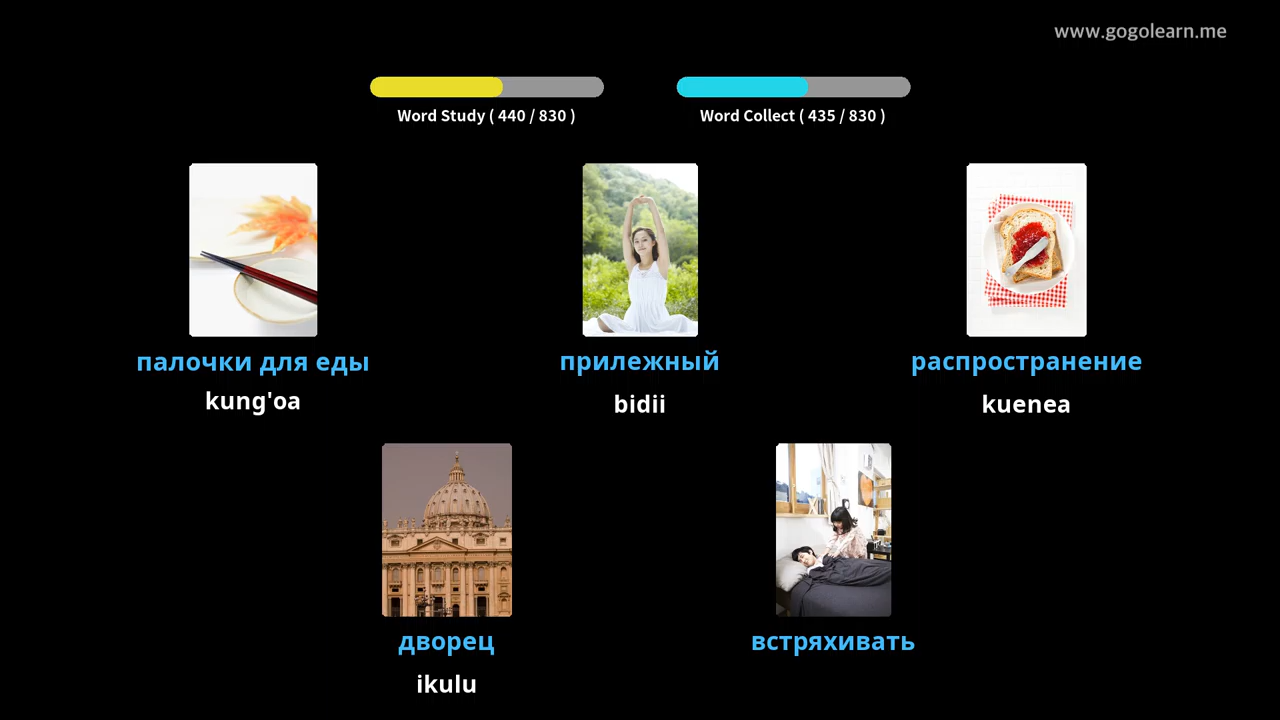 www.gogolearn.me
Word Study ( 440 / 830 )
Word Collect ( 435 / 830 )
палочки для еды
kung'oa
прилежный
bidii
распространение
kuenea
дворец
ikulu
встряхивать